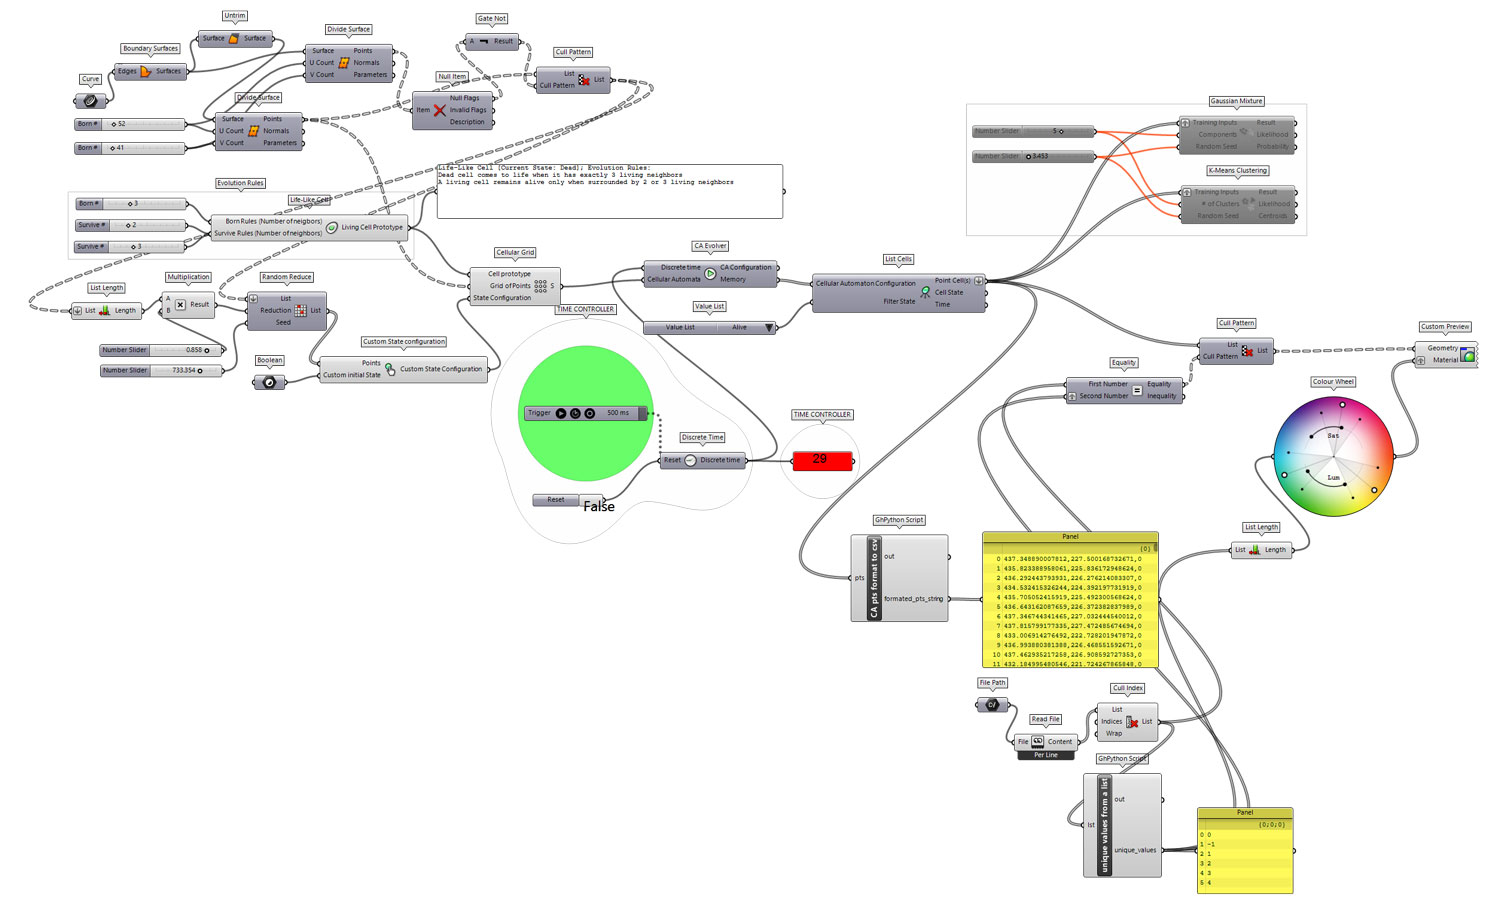 Untrim
Surface Surface
Boundary Surfaces
Edges Surfaces
Curve
Divide Surface
Surface Points
U Count Normals
V Count Parameters
Divide Surface
Surface Points
U Count Normals
V Count Parameters
Born # 52
Born # 41
Gate Not
A Result
Null Item
Item
Null Flags
Invalid Flags
Description
Cull Pattern
List
Cull Pattern
List
Life-Like Cell (Current State: Dead); Evolution Rules:
Dead cell comes to life when it has exactly 3 living neighbors
A living cell remains alive only when surrounded by 2 or 3 living neighbors
Evolution Rules
Born # 3
Survive # 2
Survive # 3
Life-Like Cell
Born Rules (Number of neigbors)
Survive Rules (Number of neighbors)
Living Cell Prototype
List Length
List Length
Multiplication
A
B
Result
Random Reduce
List
Reduction
Seed
List
Number Slider 0.858
Number Slider 733.354
Boolean
Custom State configuration
Points
Custom initial State
Custom State Configuration
Cellular Grid
Cell prototype
Grid of Points
State Configuration
S
CA Evolver
Discrete time CA Configuration
Cellular Automata Memory
Value List
Value List Alive
List Cells
Cellular Automaton Configuration
Filter State
Point Cell(s)
Cell State
Time
TIME CONTROLLER
Trigger 500 ms
Discrete Time
Reset Discrete time
Reset False
TIME CONTROLLER
29
Gaussian Mixture
Training Inputs Result
Components Likelihood
Random Seed Probability
Number Slider 5
Number Slider 3.453
K-Means Clustering
Training Inputs Result
# of Clusters Likelihood
Random Seed Centroids
Cull Pattern
List
Cull Pattern
List
Custom Preview
Geometry
Material
Equality
First Number Equality
Second Number Inequality
Colour Wheel
Sat
Lum
List Length
List Length
GhPython Script
pts
CA pts format to csv
out
formated_pts_string
Panel
{0}
0 437.348890007812,227.500168732671,0
1 435.823388958061,225.836172948624,0
2 436.292443793931,226.276214083307,0
3 434.532415326244,224.392197731919,0
4 435.705052415919,225.492300568624,0
5 436.643162087659,226.372382837989,0
6 437.346744341465,227.032444540012,0
7 437.815799177335,227.472485674694,0
8 433.006914276492,222.728201947872,0
9 436.993880381388,226.468551592671,0
10 437.462935217258,226.908592727353,0
11 432.184995480546,221.724267865848,0
File Path
Read File
File Content
Per Line
Cull Index
List
Indices
Wrap
List
GhPython Script
lst
unique values from a list
out
unique_values
Panel
{0;0;0}
0 0
1 -1
2 1
3 2
4 3
5 4